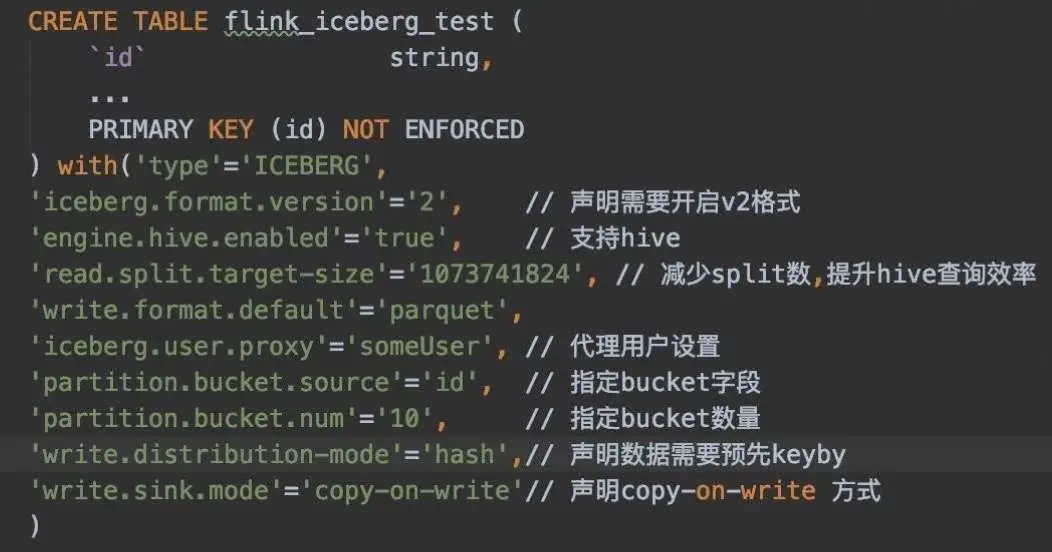 CREATE TABLE flink_iceberg_test (
`id` string,
...
PRIMARY KEY (id) NOT ENFORCED
) with('type'='ICEBERG',
'iceberg.format.version'='2', // 声明需要开启v2格式
'engine.hive.enabled'='true', // 支持hive
'read.split.target-size'='1073741824', // 减少split数,提升hive查询效率
'write.format.default'='parquet',
'iceberg.user.proxy'='someUser', // 代理用户设置
'partition.bucket.source'='id', // 指定bucket字段
'partition.bucket.num'='10', // 指定bucket数量
'write.distribution-mode'='hash',// 声明数据需要预先keyby
'write.sink.mode'='copy-on-write'// 声明copy-on-write 方式
)